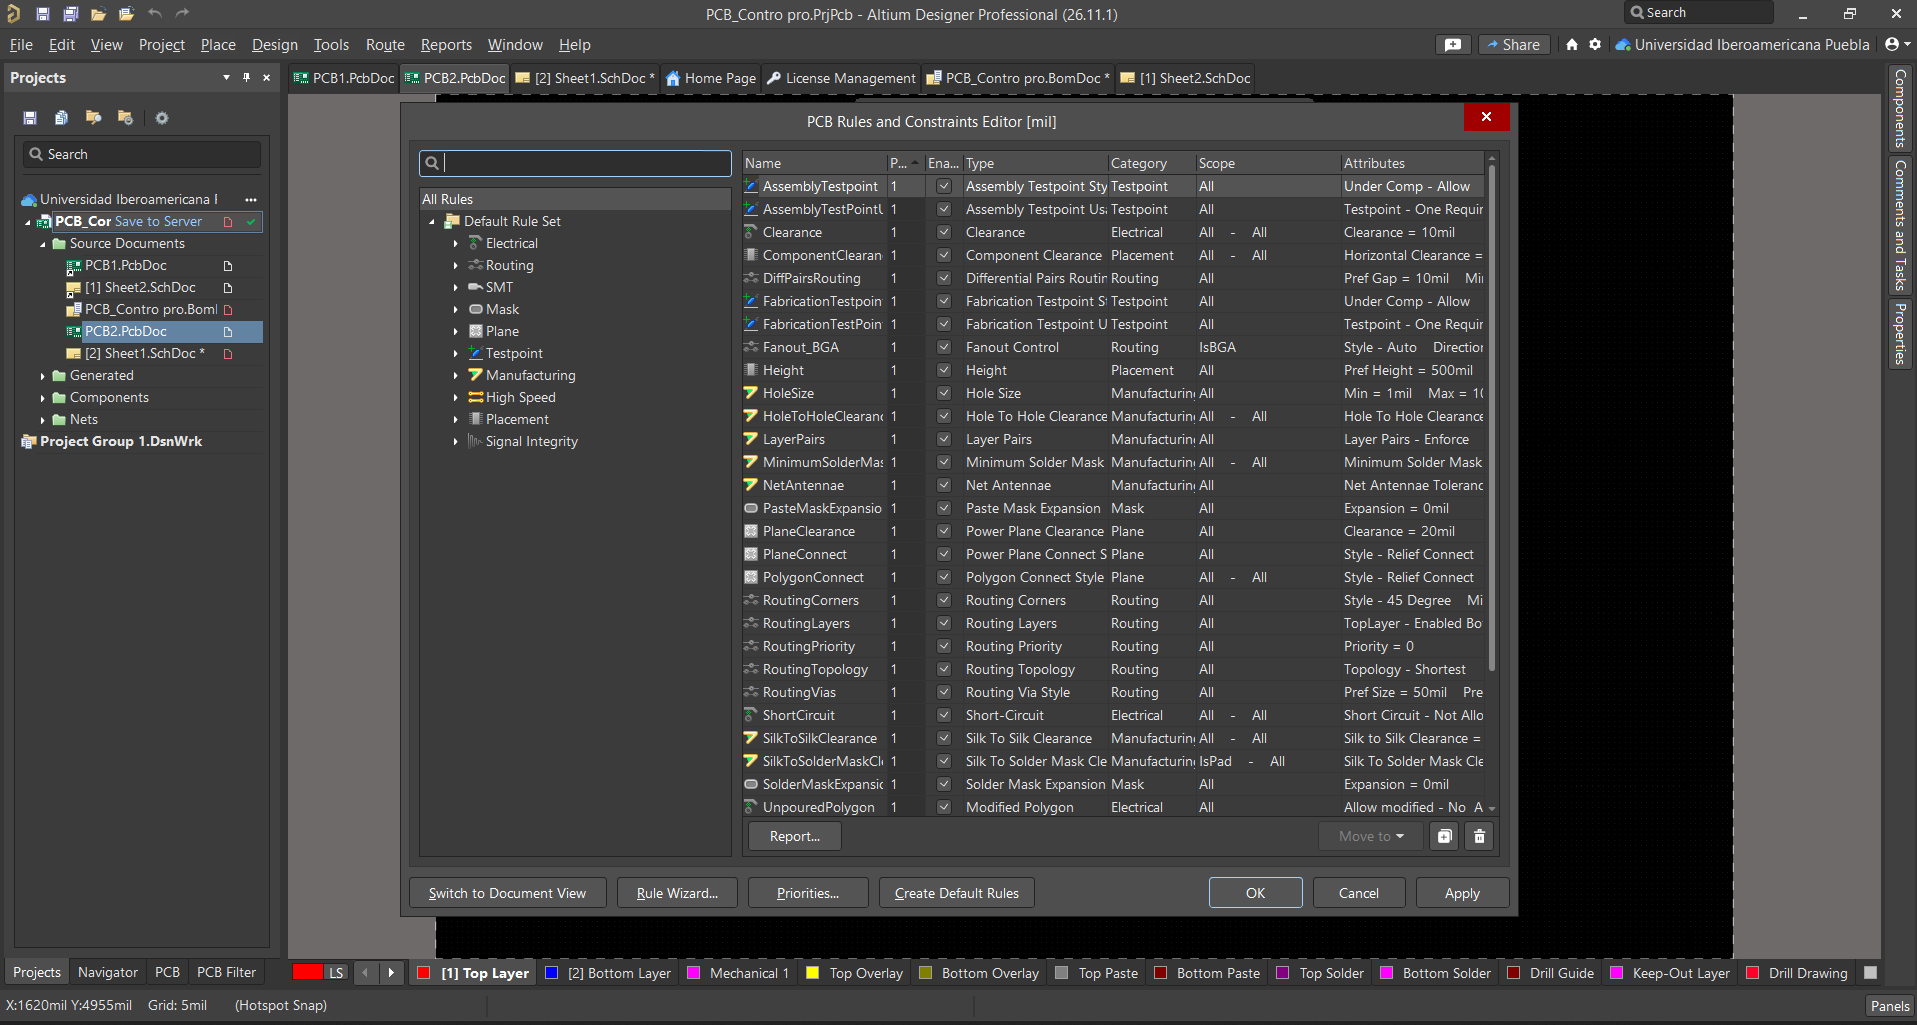 PCB_Contro pro.PrjPcb - Altium Designer Professional (26.11.1)
Search
File Edit View Project Place Design Tools Route Reports Window Help
Share
Universidad Iberoamericana Puebla
Projects
PCB1.PcbDoc
PCB2.PcbDoc
[2] Sheet1.SchDoc *
Home Page
License Management
PCB_Contro pro.BomDoc *
[1] Sheet2.SchDoc
Search
Universidad Iberoamericana P
PCB_Cor Save to Server
Source Documents
PCB1.PcbDoc
[1] Sheet2.SchDoc
PCB_Contro pro.Boml
PCB2.PcbDoc
[2] Sheet1.SchDoc *
Generated
Components
Nets
Project Group 1.DsnWrk
PCB Rules and Constraints Editor [mil]
All Rules
Default Rule Set
Electrical
Routing
SMT
Mask
Plane
Testpoint
Manufacturing
High Speed
Placement
Signal Integrity
Name P... Ena... Type Category Scope Attributes
AssemblyTestpoint 1 Assembly Testpoint Sty Testpoint All Under Comp - Allow
AssemblyTestPointU 1 Assembly Testpoint Usa Testpoint All Testpoint - One Requir
Clearance 1 Clearance Electrical All - All Clearance = 10mil
ComponentClearan 1 Component Clearance Placement All - All Horizontal Clearance =
DiffPairsRouting 1 Differential Pairs Routin Routing All Pref Gap = 10mil Mi
FabricationTestpoin 1 Fabrication Testpoint S Testpoint All Under Comp - Allow
FabricationTestPoin 1 Fabrication Testpoint U Testpoint All Testpoint - One Requir
Fanout_BGA 1 Fanout Control Routing IsBGA Style - Auto Direction
Height 1 Height Placement All Pref Height = 500mil
HoleSize 1 Hole Size Manufacturing All Min = 1mil Max = 10
HoleToHoleClearanc 1 Hole To Hole Clearance Manufacturing All - All Hole To Hole Clearance
LayerPairs 1 Layer Pairs Manufacturing All Layer Pairs - Enforce
MinimumSolderMas 1 Minimum Solder Mask Manufacturing All - All Minimum Solder Mask
NetAntennae 1 Net Antennae Manufacturing All Net Antennae Toleranc
PasteMaskExpansio 1 Paste Mask Expansion Mask All Expansion = 0mil
PlaneClearance 1 Power Plane Clearance Plane All Clearance = 20mil
PlaneConnect 1 Power Plane Connect S Plane All Style - Relief Connect
PolygonConnect 1 Polygon Connect Style Plane All - All Style - Relief Connect
RoutingCorners 1 Routing Corners Routing All Style - 45 Degree Mi
RoutingLayers 1 Routing Layers Routing All TopLayer - Enabled Bo
RoutingPriority 1 Routing Priority Routing All Priority = 0
RoutingTopology 1 Routing Topology Routing All Topology - Shortest
RoutingVias 1 Routing Via Style Routing All Pref Size = 50mil Pre
ShortCircuit 1 Short-Circuit Electrical All - All Short Circuit - Not Allo
SilkToSilkClearance 1 Silk To Silk Clearance Manufacturing All - All Silk to Silk Clearance =
SilkToSolderMaskCl 1 Silk To Solder Mask Cle Manufacturing IsPad - All Silk To Solder Mask Cle
SolderMaskExpansic 1 Solder Mask Expansion Mask All Expansion = 0mil
UnpouredPolygon 1 Modified Polygon Electrical All Allow modified - No A
Report...
Move to
Switch to Document View
Rule Wizard...
Priorities...
Create Default Rules
OK
Cancel
Apply
Components
Comments and Tasks
Properties
Projects Navigator PCB PCB Filter
LS
[1] Top Layer
[2] Bottom Layer
Mechanical 1
Top Overlay
Bottom Overlay
Top Paste
Bottom Paste
Top Solder
Bottom Solder
Drill Guide
Keep-Out Layer
Drill Drawing
X:1620mil Y:4955mil Grid: 5mil (Hotspot Snap)
Panels